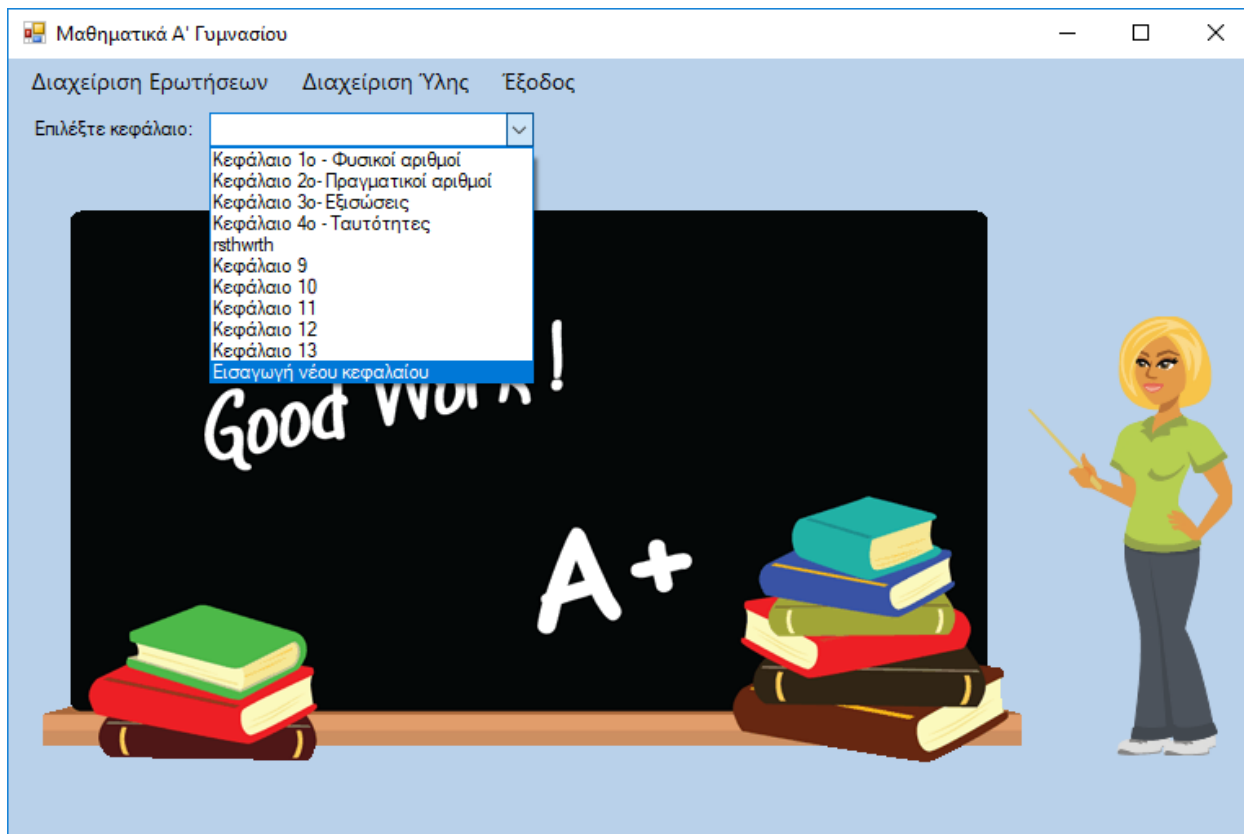 Μαθηματικά Α' Γυμνασίου
Διαχείριση Ερωτήσεων Διαχείριση Ύλης Έξοδος
Επιλέξτε κεφάλαιο:
Κεφάλαιο 1ο - Φυσικοί αριθμοί
Κεφάλαιο 2ο- Πραγματικοί αριθμοί
Κεφάλαιο 3ο- Εξισώσεις
Κεφάλαιο 4ο - Ταυτότητες
rsthwrth
Κεφάλαιο 9
Κεφάλαιο 10
Κεφάλαιο 11
Κεφάλαιο 12
Κεφάλαιο 13
Εισαγωγή νέου κεφαλαίου
Good Work !
A+